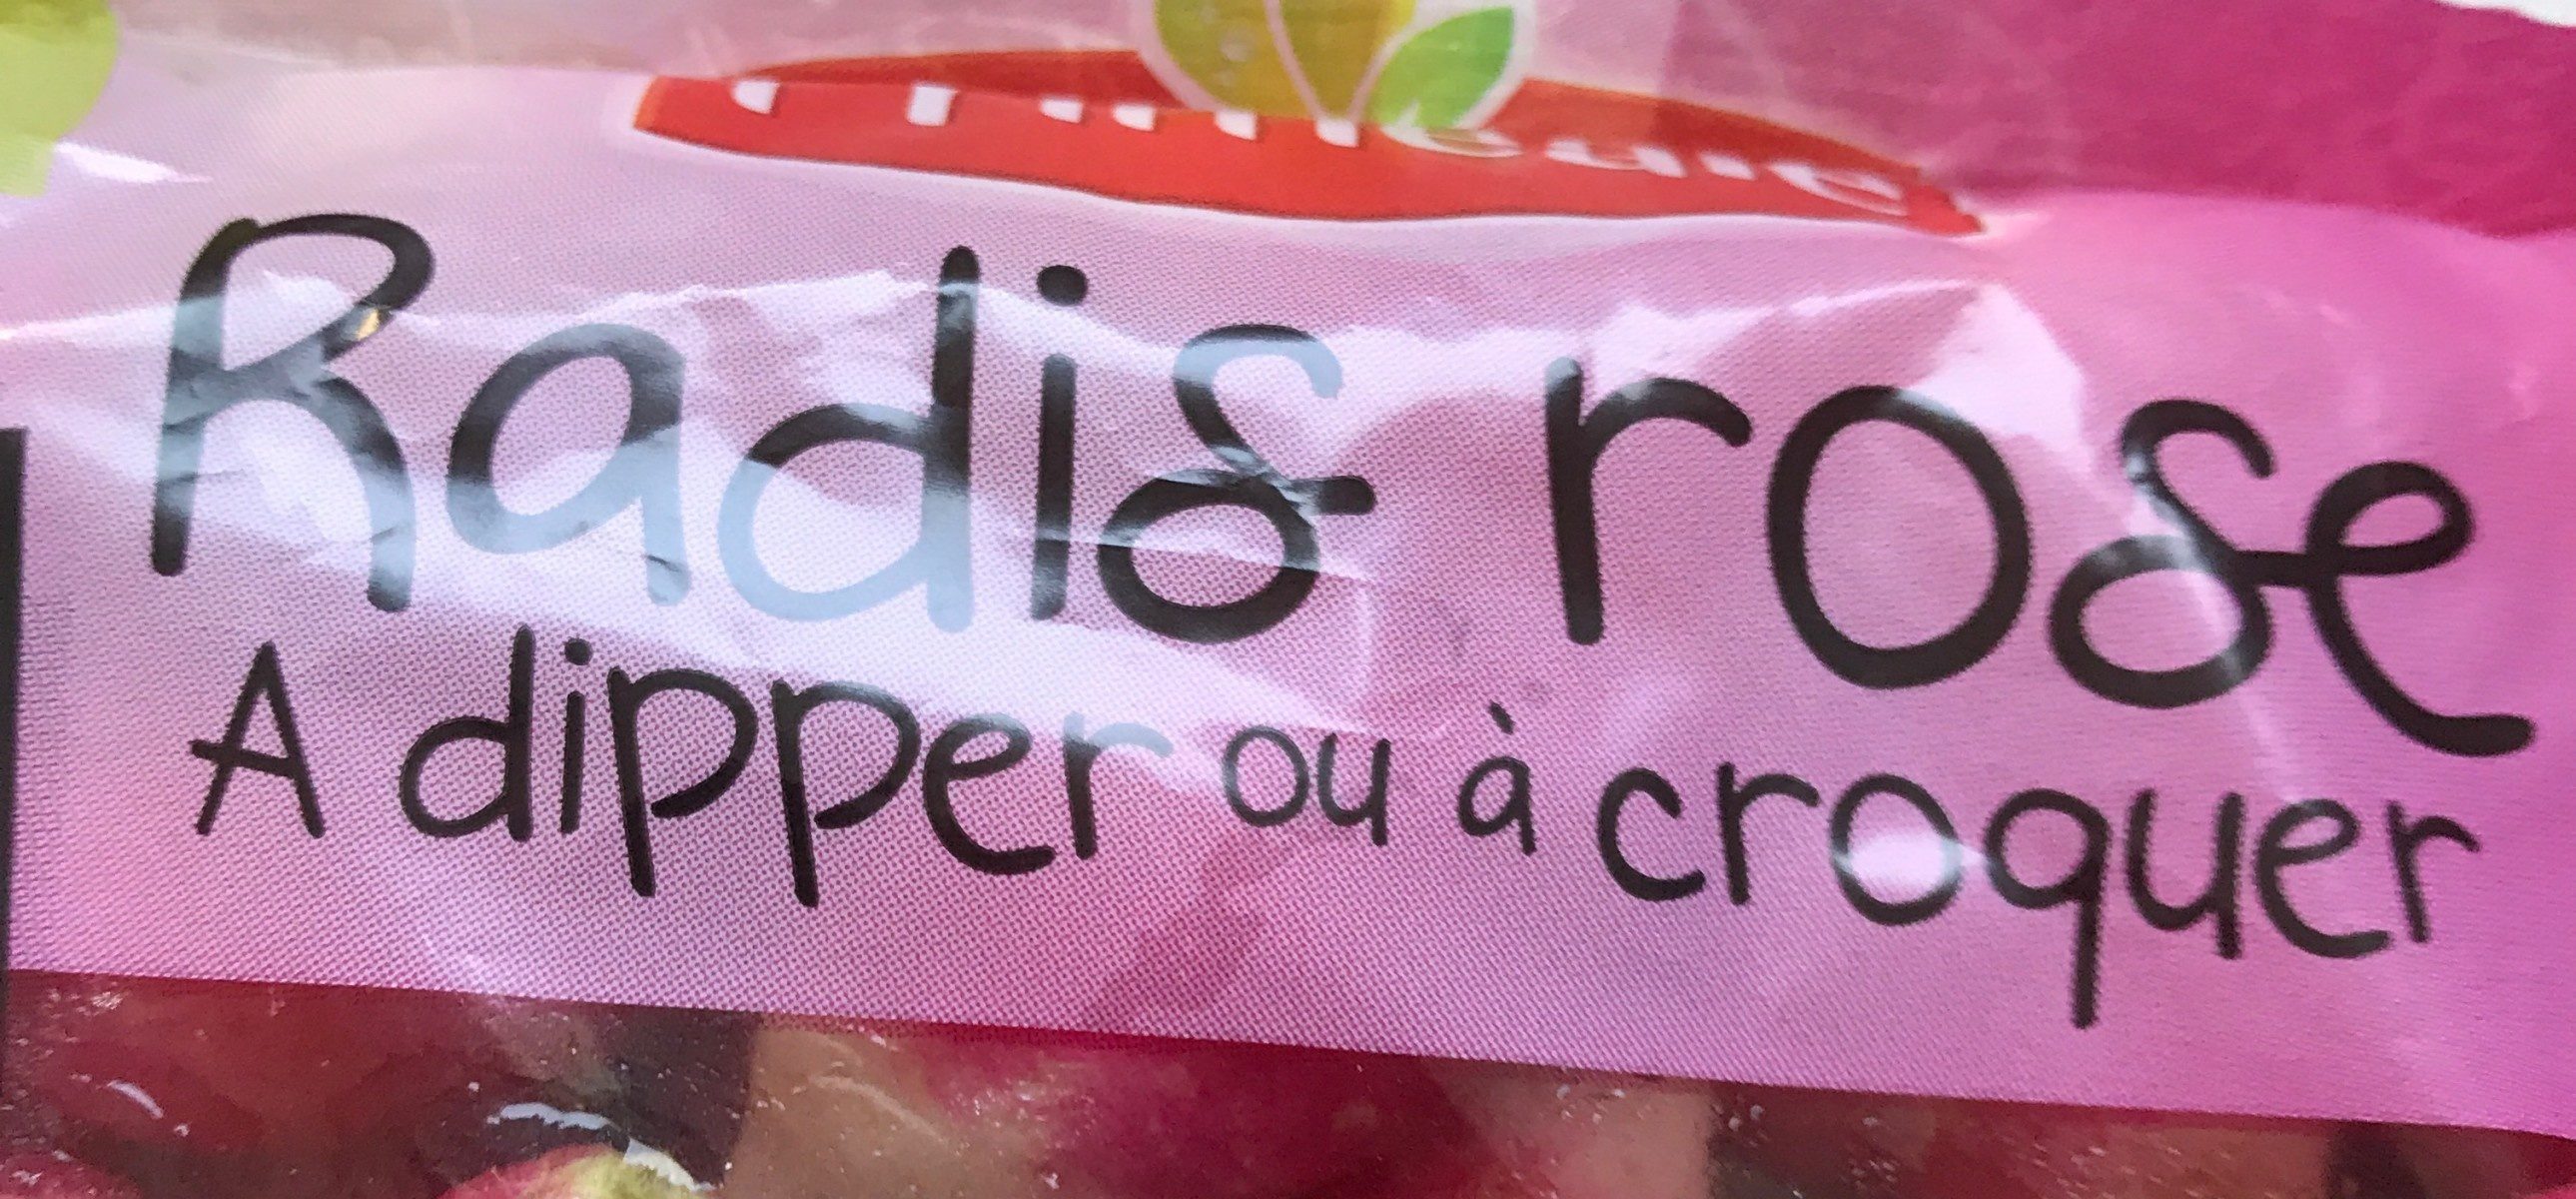 Radis rose
A dipper ou à croquer